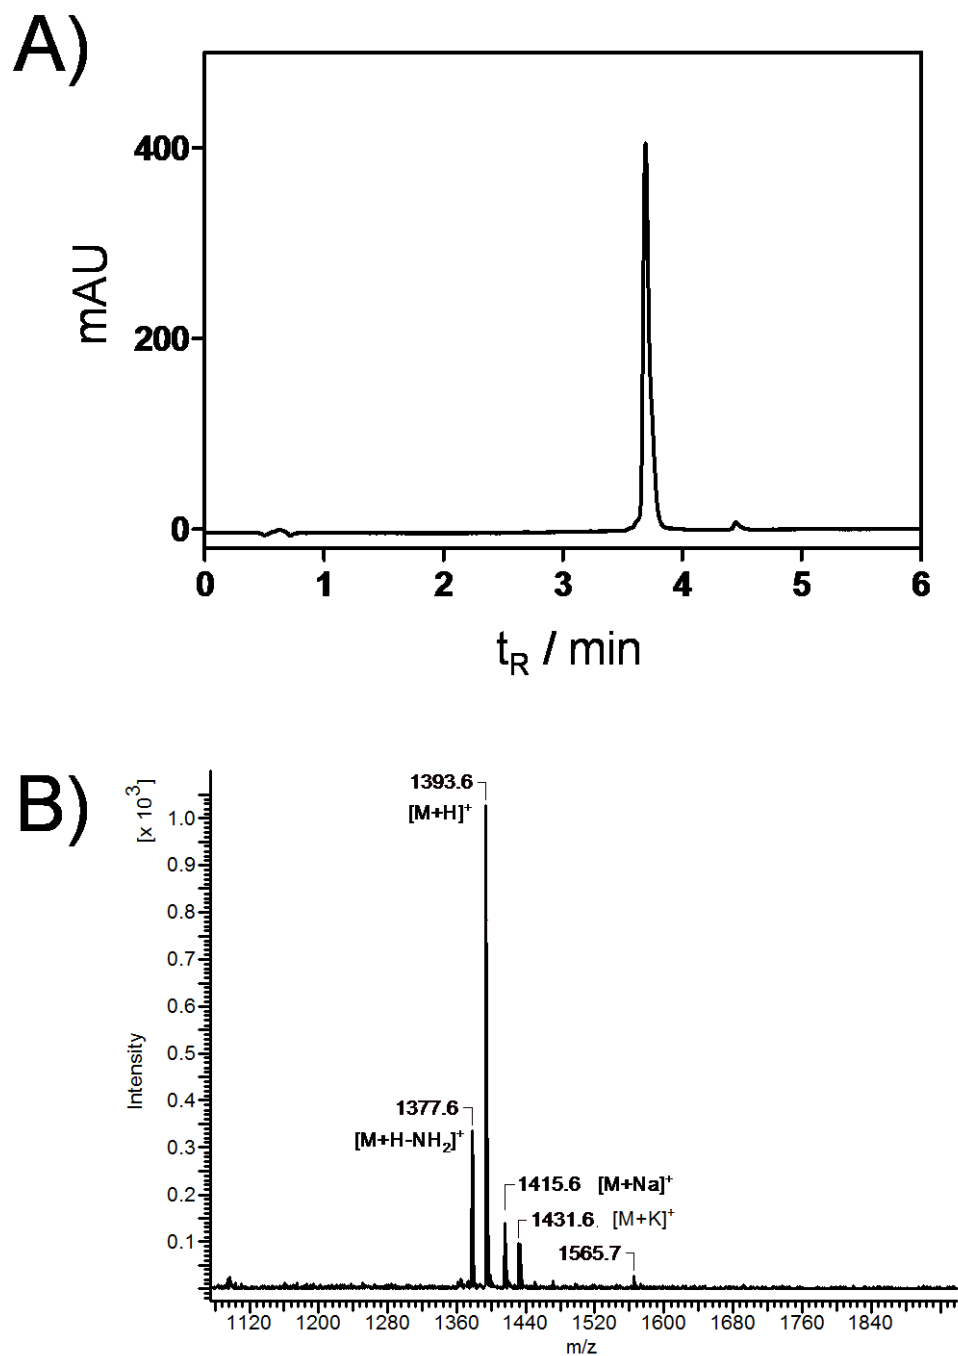 A)
mAU
400
200
0
0 1 2 3 4 5 6
t_R / min
B)
[x 10³]
Intensity
1.0
0.9
0.8
0.7
0.6
0.5
0.4
0.3
0.2
0.1
1393.6
[M+H]⁺
1377.6
[M+H-NH₂]⁺
1415.6 [M+Na]⁺
1431.6. [M+K]⁺
1565.7
1120 1200 1280 1360 1440 1520 1600 1680 1760 1840
m/z